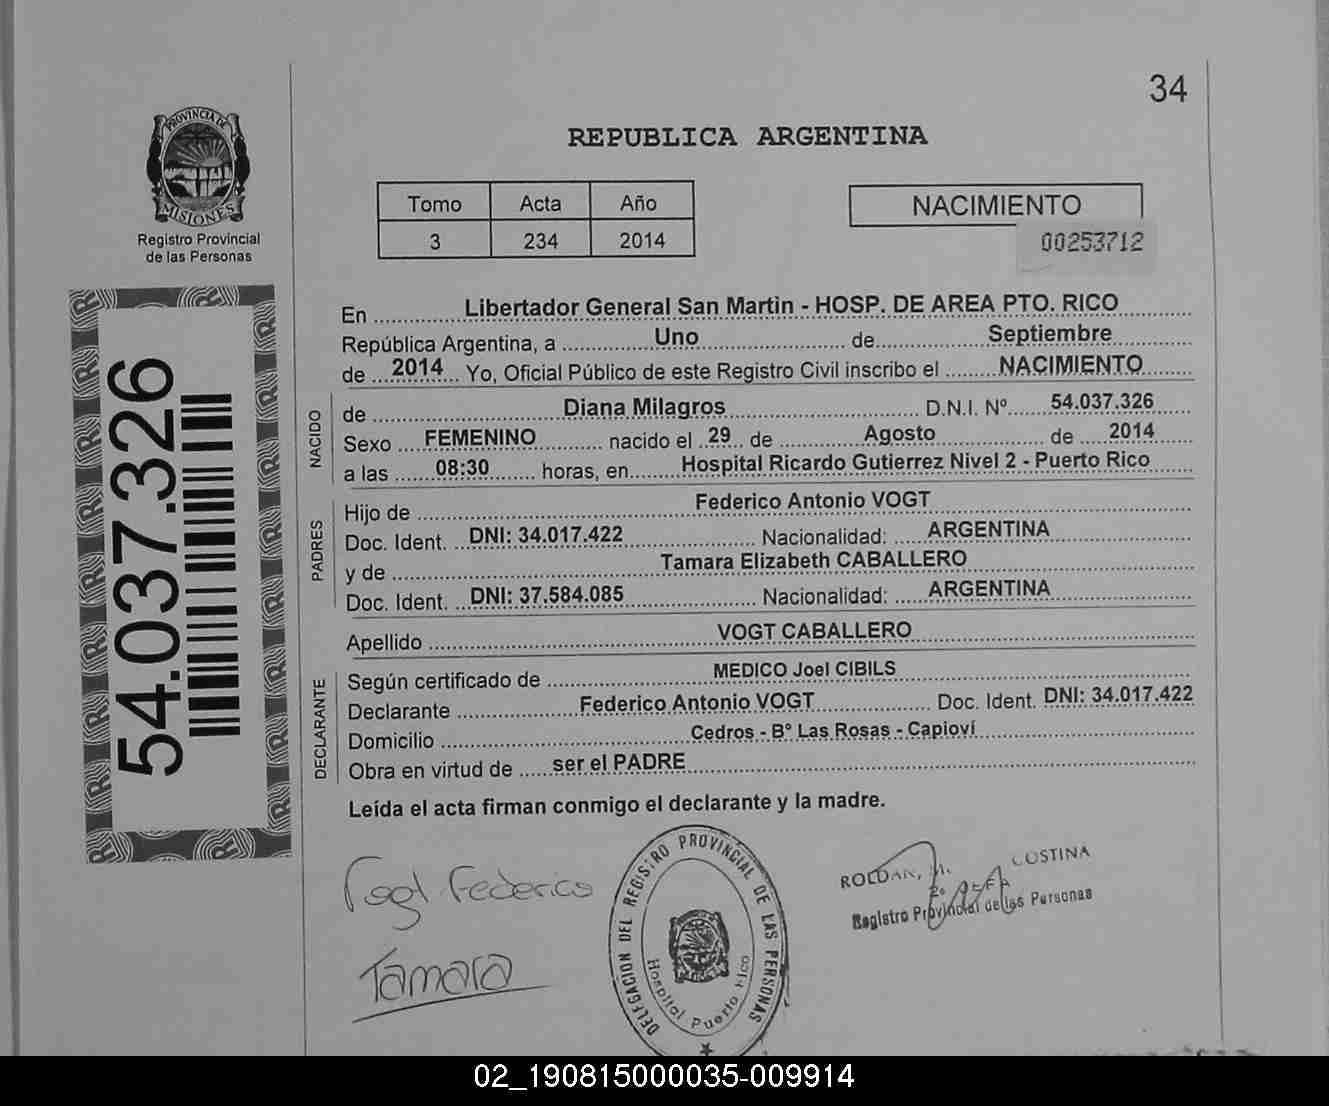 34
PROVINCIA DE
MISIONES
Registro Provincial
de las Personas
REPUBLICA ARGENTINA
Tomo Acta Año
3 234 2014
NACIMIENTO
00253712
54.037.326
En Libertador General San Martin - HOSP. DE AREA PTO. RICO
República Argentina, a Uno de Septiembre
de 2014 Yo, Oficial Público de este Registro Civil inscribo el NACIMIENTO
NACIDO
de Diana Milagros D.N.I. Nº 54.037.326
Sexo FEMENINO nacido el 29 de Agosto de 2014
a las 08:30 horas, en Hospital Ricardo Gutierrez Nivel 2 - Puerto Rico
PADRES
Hijo de Federico Antonio VOGT
Doc. Ident. DNI: 34.017.422 Nacionalidad: ARGENTINA
y de Tamara Elizabeth CABALLERO
Doc. Ident. DNI: 37.584.085 Nacionalidad: ARGENTINA
Apellido VOGT CABALLERO
DECLARANTE
Según certificado de MEDICO Joel CIBILS
Declarante Federico Antonio VOGT Doc. Ident. DNI: 34.017.422
Domicilio Cedros - B° Las Rosas - Capioví
Obra en virtud de ser el PADRE
Leída el acta firman conmigo el declarante y la madre.
Vogt Federico
Tamara
DELEGACION DEL REGISTRO PROVINCIAL DE LAS PERSONAS
Hospital Puerto Rico
ROLDAN, M. COSTINA
Registro Provincial de las Personas
02_190815000035-009914